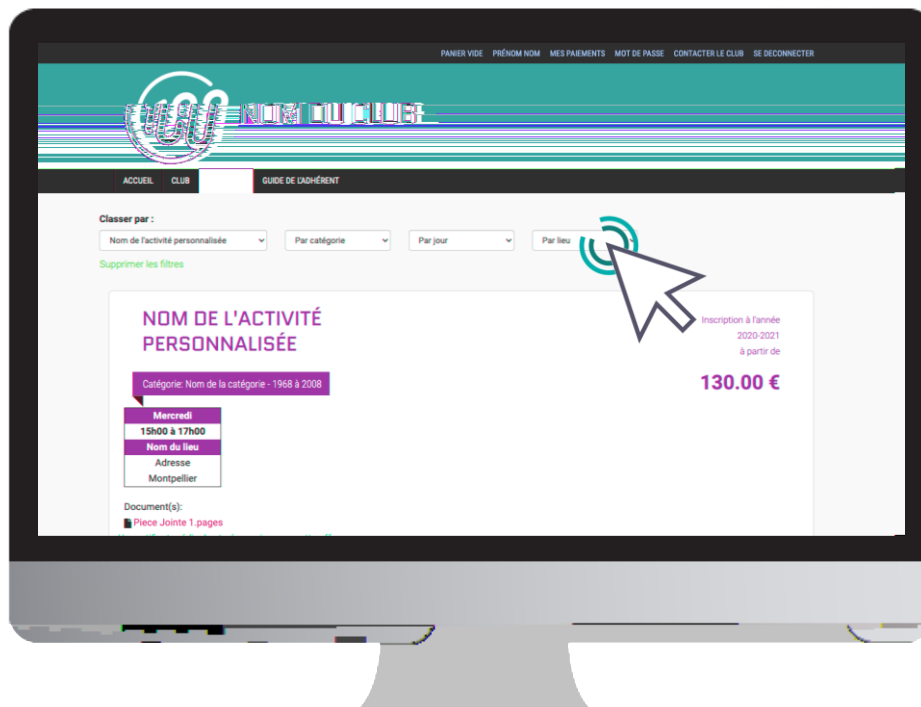 PANIER VIDE PRÉNOM NOM MES PAIEMENTS MOT DE PASSE CONTACTER LE CLUB SE DECONNECTER
ACCUEIL CLUB GUIDE DE L'ADHÉRENT
Classer par :
Nom de l'activité personnalisée Par catégorie Par jour Par lieu
Supprimer les filtres
NOM DE L'ACTIVITÉ
PERSONNALISÉE
Inscription à l'année
2020-2021
à partir de
130.00 €
Catégorie: Nom de la catégorie - 1968 à 2008
Mercredi
15h00 à 17h00
Nom du lieu
Adresse
Montpellier
Document(s):
Piece Jointe 1.pages